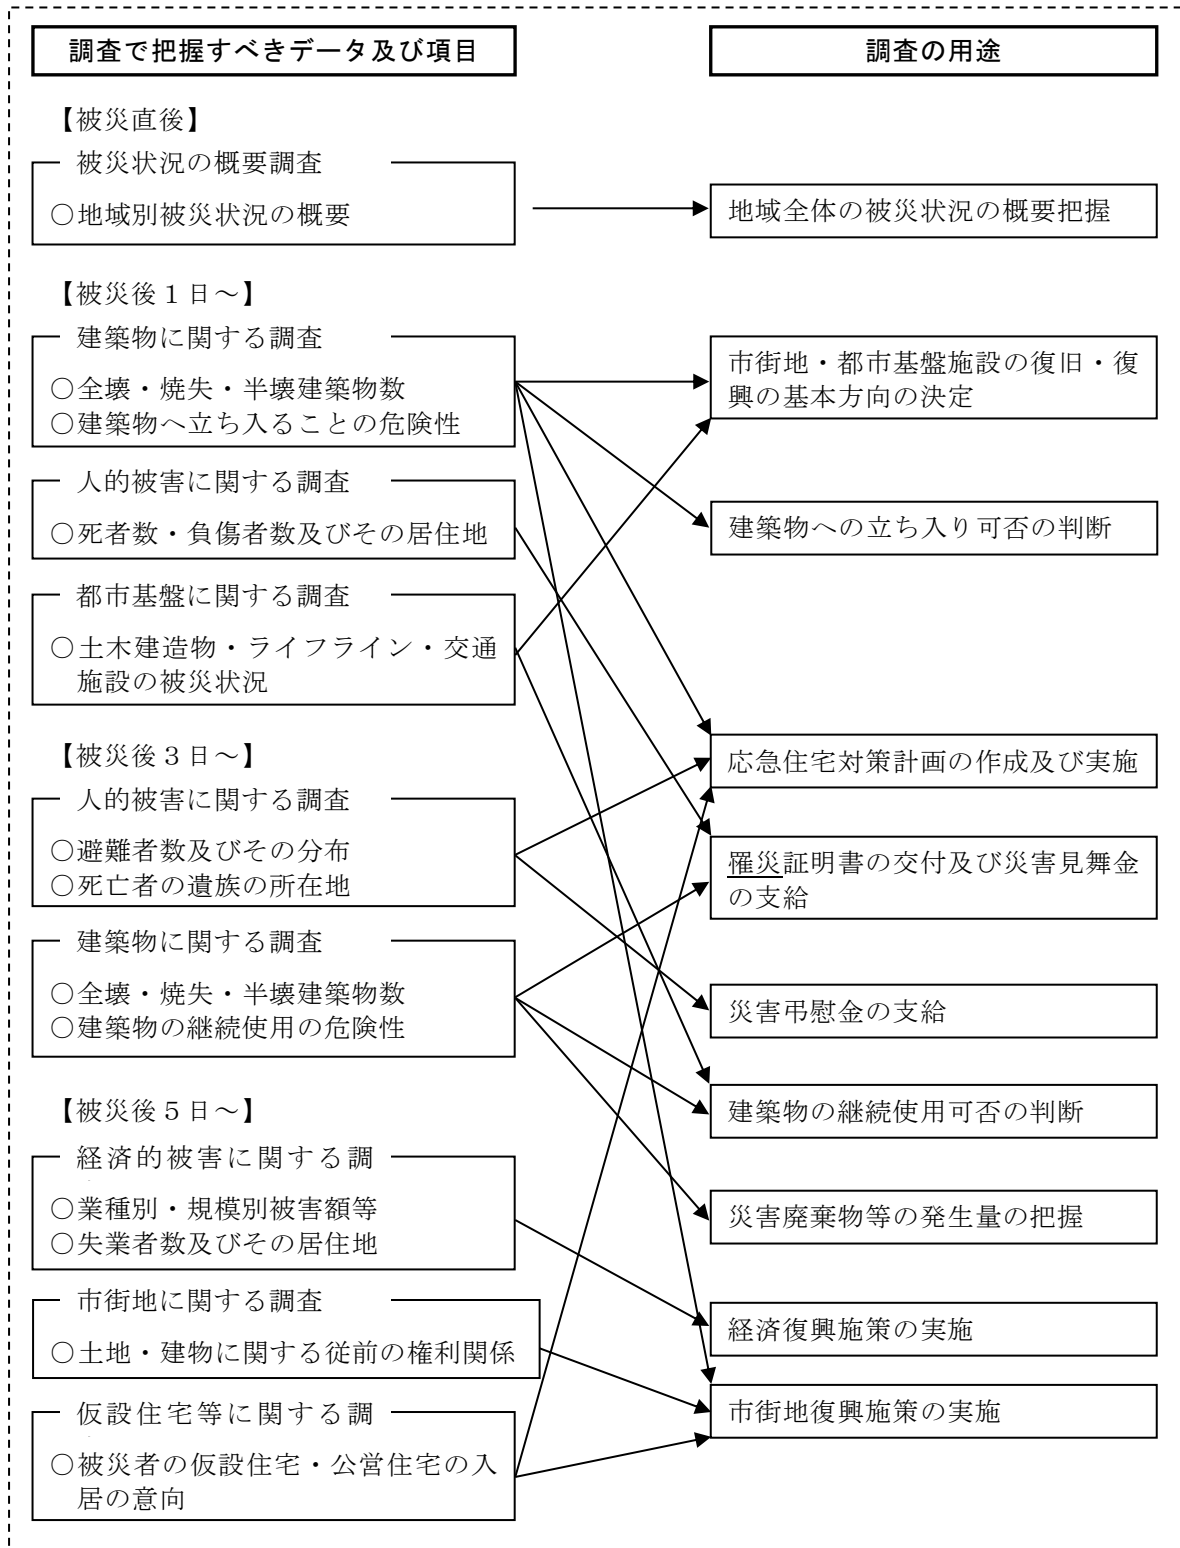 調査で把握すべきデータ及び項目
調査の用途
【被災直後】
被災状況の概要調査
○地域別被災状況の概要
地域全体の被災状況の概要把握
【被災後１日～】
建築物に関する調査
○全壊・焼失・半壊建築物数
○建築物へ立ち入ることの危険性
市街地・都市基盤施設の復旧・復
興の基本方向の決定
人的被害に関する調査
○死者数・負傷者数及びその居住地
建築物への立ち入り可否の判断
都市基盤に関する調査
○土木建造物・ライフライン・交通
施設の被災状況
【被災後３日～】
応急住宅対策計画の作成及び実施
人的被害に関する調査
○避難者数及びその分布
○死亡者の遺族の所在地
罹災証明書の交付及び災害見舞金
の支給
建築物に関する調査
○全壊・焼失・半壊建築物数
○建築物の継続使用の危険性
災害弔慰金の支給
【被災後５日～】
建築物の継続使用可否の判断
経済的被害に関する調
○業種別・規模別被害額等
○失業者数及びその居住地
災害廃棄物等の発生量の把握
市街地に関する調査
○土地・建物に関する従前の権利関係
経済復興施策の実施
仮設住宅等に関する調
○被災者の仮設住宅・公営住宅の入
居の意向
市街地復興施策の実施